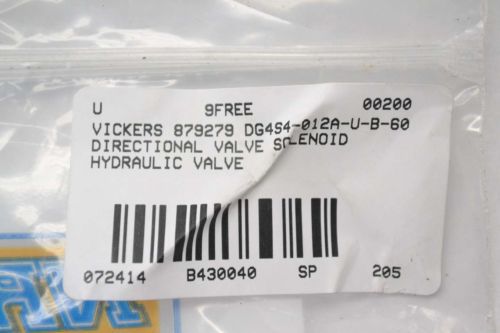 U 9FREE 00200
VICKERS 879279 DG4S4-012A-U-B-60
DIRECTIONAL VALVE SOLENOID
HYDRAULIC VALVE
072414 B430040 SP 205